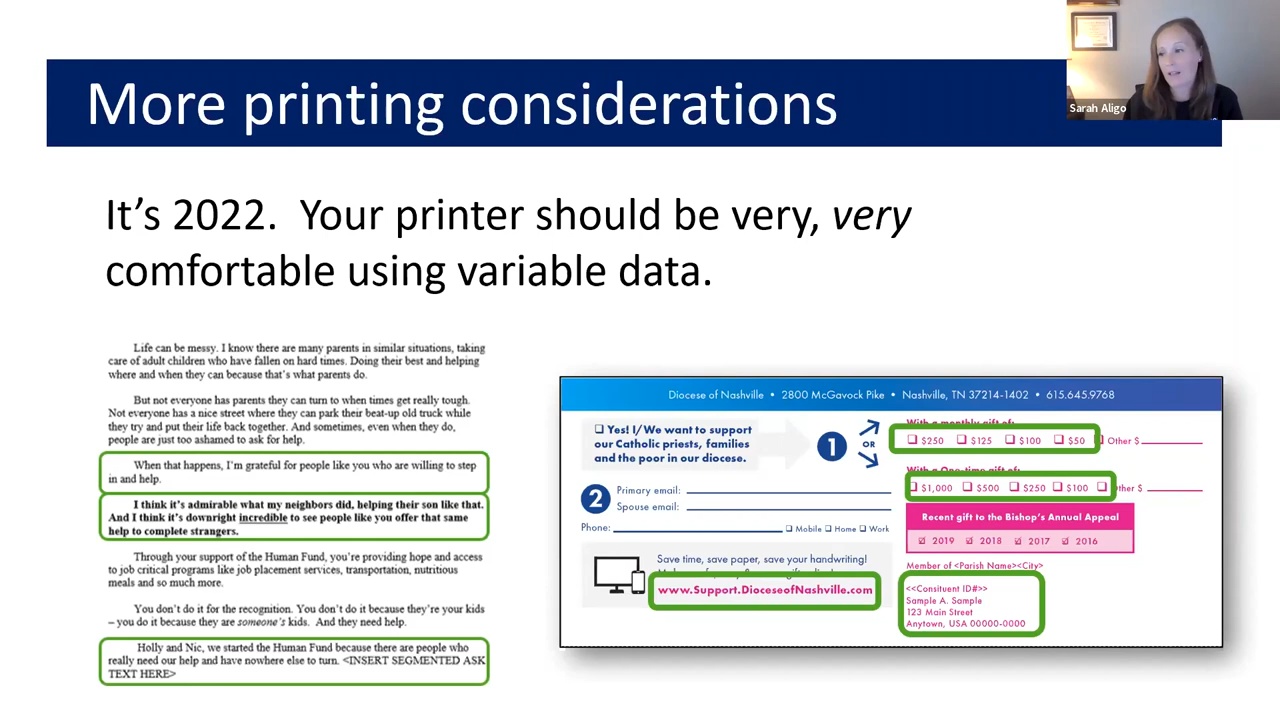 More printing considerations
Sarah Aligo
It's 2022. Your printer should be very, very
comfortable using variable data.
Life can be messy. I know there are many parents in similar situations, taking
care of adult children who have fallen on hard times. Doing their best and helping
where and when they can because that's what parents do.
But not everyone has parents they can turn to when times get really tough.
Not everyone has a nice street where they can park their beat-up old truck while
they try and put their life back together. And sometimes, even when they do,
people are just too ashamed to ask for help.
When that happens, I'm grateful for people like you who are willing to step
in and help.
I think it's admirable what my neighbors did, helping their son like that.
And I think it's downright incredible to see people like you offer that same
help to complete strangers.
Through your support of the Human Fund, you're providing hope and access
to job critical programs like job placement services, transportation, nutritious
meals and so much more.
You don't do it for the recognition. You don't do it because they're your kids
– you do it because they are someone's kids. And they need help.
Holly and Nic, we started the Human Fund because there are people who
really need our help and have nowhere else to turn. <INSERT SEGMENTED ASK
TEXT HERE>
Diocese of Nashville • 2800 McGavock Pike • Nashville, TN 37214-1402 • 615.645.9768
Yes! I/We want to support
our Catholic priests, families
and the poor in our diocese.
1
OR
With a monthly gift of:
$250 $125 $100 $50 Other $
With a One-time gift of:
$1,000 $500 $250 $100 Other $
2
Primary email:
Spouse email:
Phone: Mobile Home Work
Recent gift to the Bishop's Annual Appeal
2019 2018 2017 2016
Save time, save paper, save your handwriting!
www.Support.DioceseofNashville.com
Member of <Parish Name><City>
<<Consituent ID#>>
Sample A. Sample
123 Main Street
Anytown, USA 00000-0000